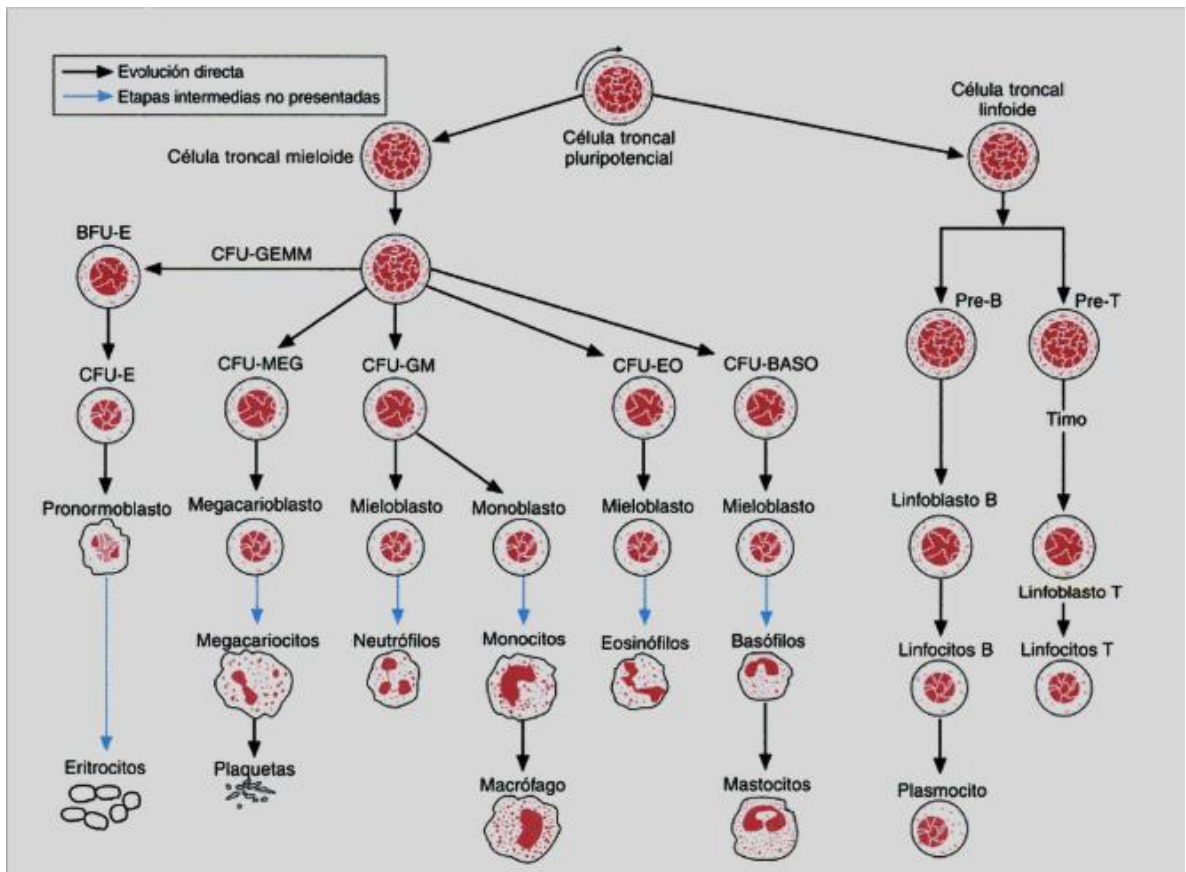 Evolución directa
Etapas intermedias no presentadas
Célula troncal
pluripotencial
Célula troncal
linfoide
Célula troncal mieloide
BFU-E
CFU-GEMM
Pre-B
Pre-T
CFU-E
CFU-MEG
CFU-GM
CFU-EO
CFU-BASO
Timo
Pronormoblasto
Megacarioblasto
Mieloblasto
Monoblasto
Mieloblasto
Mieloblasto
Linfoblasto B
Linfoblasto T
Megacariocitos
Neutrófilos
Monocitos
Eosinófilos
Basófilos
Linfocitos B
Linfocitos T
Eritrocitos
Plaquetas
Macrófago
Mastocitos
Plasmocito